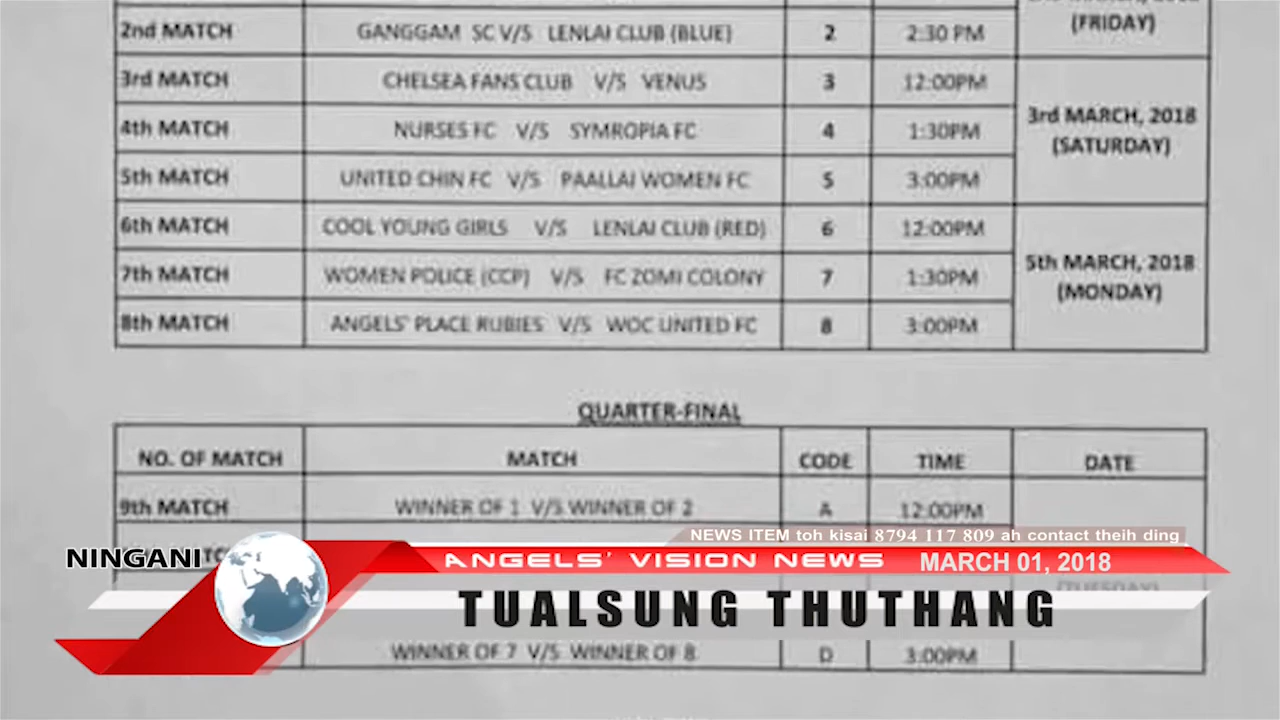 2nd MATCH GANGGAM SC V/S LENLAI CLUB (BLUE) 2 2:30 PM
(FRIDAY)
3rd MATCH CHELSEA FANS CLUB V/S VENUS 3 12:00PM
4th MATCH NURSES FC V/S SYMROPIA FC 4 1:30PM
3rd MARCH, 2018
(SATURDAY)
5th MATCH UNITED CHIN FC V/S PAALLAI WOMEN FC 5 3:00PM
6th MATCH COOL YOUNG GIRLS V/S LENLAI CLUB (RED) 6 12:00PM
7th MATCH WOMEN POLICE (CCP) V/S FC ZOMI COLONY 7 1:30PM
5th MARCH, 2018
(MONDAY)
8th MATCH ANGELS' PLACE RUBIES V/S WOC UNITED FC 8 3:00PM
QUARTER-FINAL
NO. OF MATCH MATCH CODE TIME DATE
9th MATCH WINNER OF 1 V/S WINNER OF 2 A 12:00PM
NEWS ITEM toh kisai 8794 117 809 ah contact theih ding
NINGANI ANGELS' VISION NEWS MARCH 01, 2018
(TUESDAY)
TUALSUNG THUTHANG
WINNER OF 7 V/S WINNER OF 8 D 3:00PM